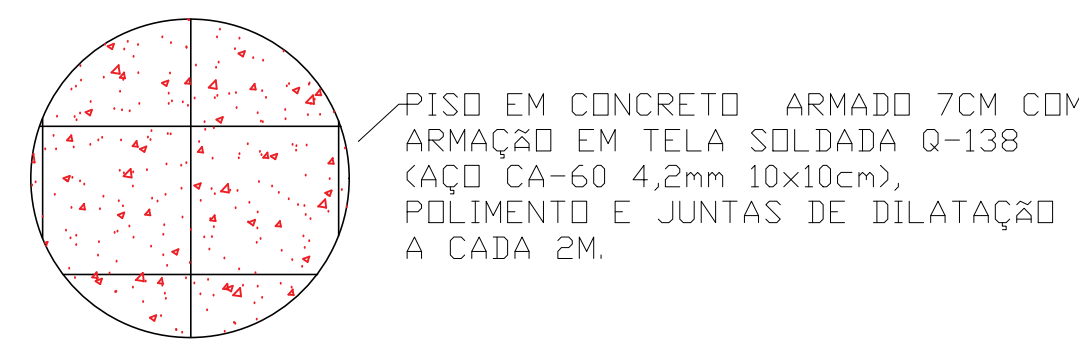 PISO EM CONCRETO ARMADO 7CM COM
ARMAÇÃO EM TELA SOLDADA Q-138
(AÇO CA-60 4,2mm 10x10cm),
POLIMENTO E JUNTAS DE DILATAÇÃO
A CADA 2M.